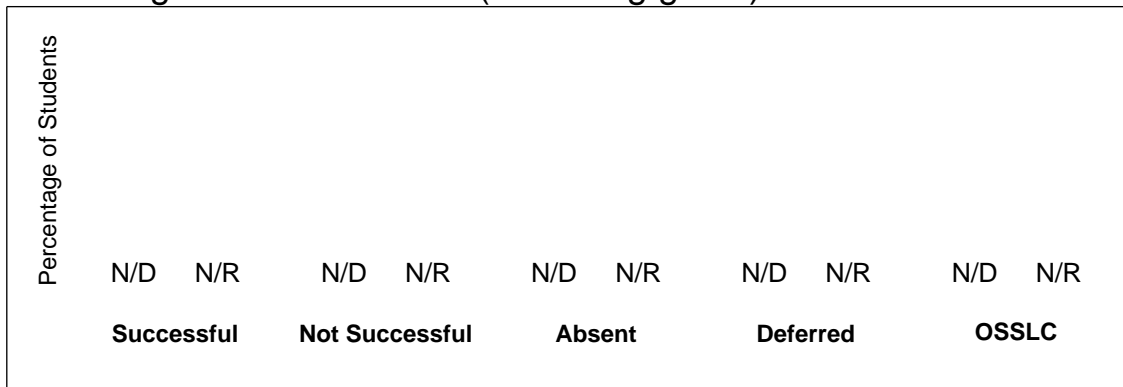 Percentage of Students
N/D N/R N/D N/R N/D N/R N/D N/R N/D N/R
Successful Not Successful Absent Deferred OSSLC